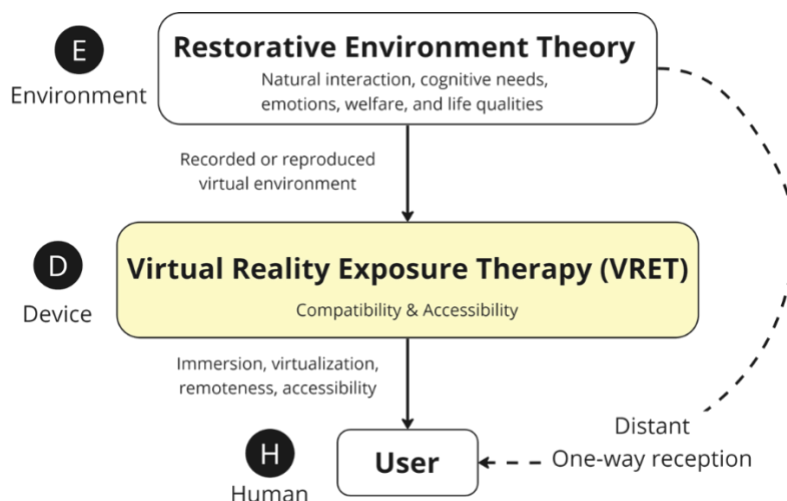 E
Environment
Restorative Environment Theory
Natural interaction, cognitive needs,
emotions, welfare, and life qualities
Recorded or reproduced
virtual environment
D
Device
Virtual Reality Exposure Therapy (VRET)
Compatibility & Accessibility
Immersion, virtualization,
remoteness, accessibility
H
Human
User
Distant
One-way reception